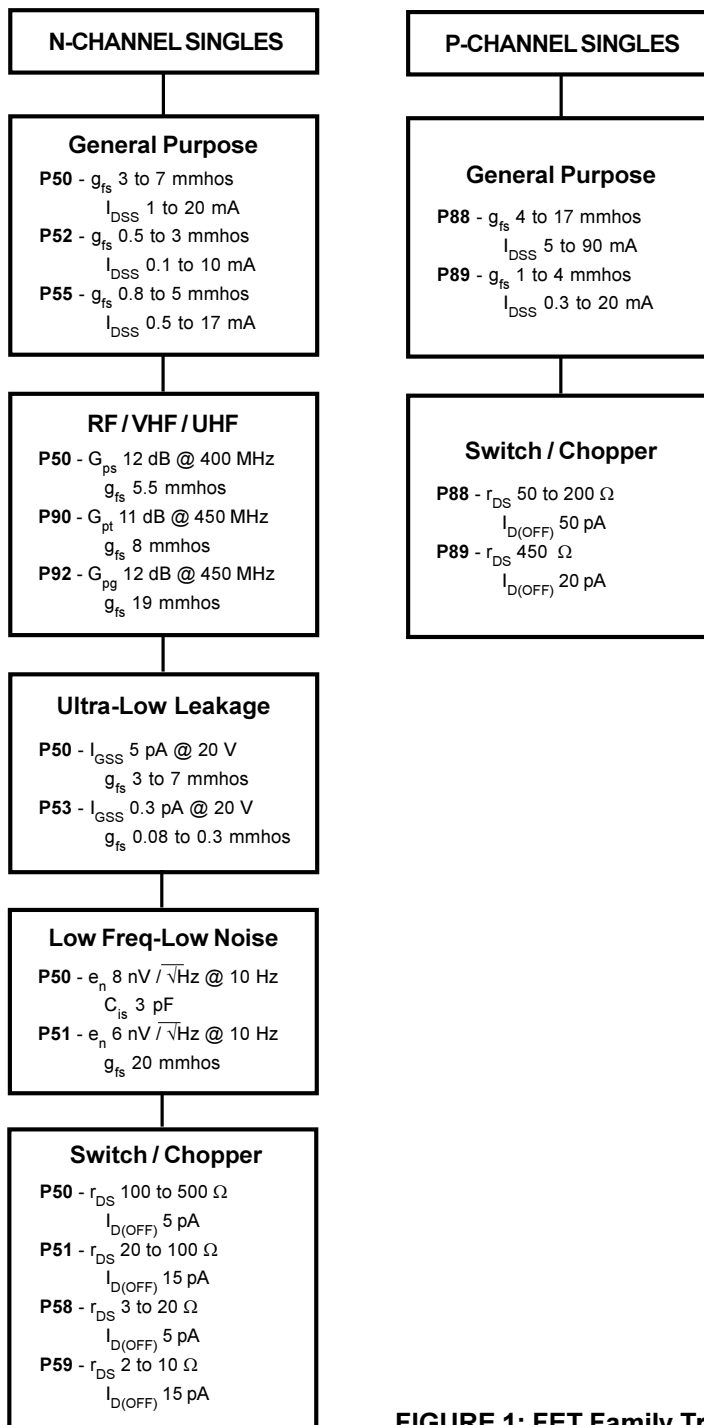 N-CHANNEL SINGLES
General Purpose
P50 - gfs 3 to 7 mmhos
IDSS 1 to 20 mA
P52 - gfs 0.5 to 3 mmhos
IDSS 0.1 to 10 mA
P55 - gfs 0.8 to 5 mmhos
IDSS 0.5 to 17 mA
RF / VHF / UHF
P50 - Gps 12 dB @ 400 MHz
gfs 5.5 mmhos
P90 - Gpt 11 dB @ 450 MHz
gfs 8 mmhos
P92 - Gpg 12 dB @ 450 MHz
gfs 19 mmhos
Ultra-Low Leakage
P50 - IGSS 5 pA @ 20 V
gfs 3 to 7 mmhos
P53 - IGSS 0.3 pA @ 20 V
gfs 0.08 to 0.3 mmhos
Low Freq-Low Noise
P50 - en 8 nV / √Hz @ 10 Hz
Cis 3 pF
P51 - en 6 nV / √Hz @ 10 Hz
gfs 20 mmhos
Switch / Chopper
P50 - rDS 100 to 500 Ω
ID(OFF) 5 pA
P51 - rDS 20 to 100 Ω
ID(OFF) 15 pA
P58 - rDS 3 to 20 Ω
ID(OFF) 5 pA
P59 - rDS 2 to 10 Ω
ID(OFF) 15 pA
P-CHANNEL SINGLES
General Purpose
P88 - gfs 4 to 17 mmhos
IDSS 5 to 90 mA
P89 - gfs 1 to 4 mmhos
IDSS 0.3 to 20 mA
Switch / Chopper
P88 - rDS 50 to 200 Ω
ID(OFF) 50 pA
P89 - rDS 450 Ω
ID(OFF) 20 pA
FIGURE 1: FET Family Tr